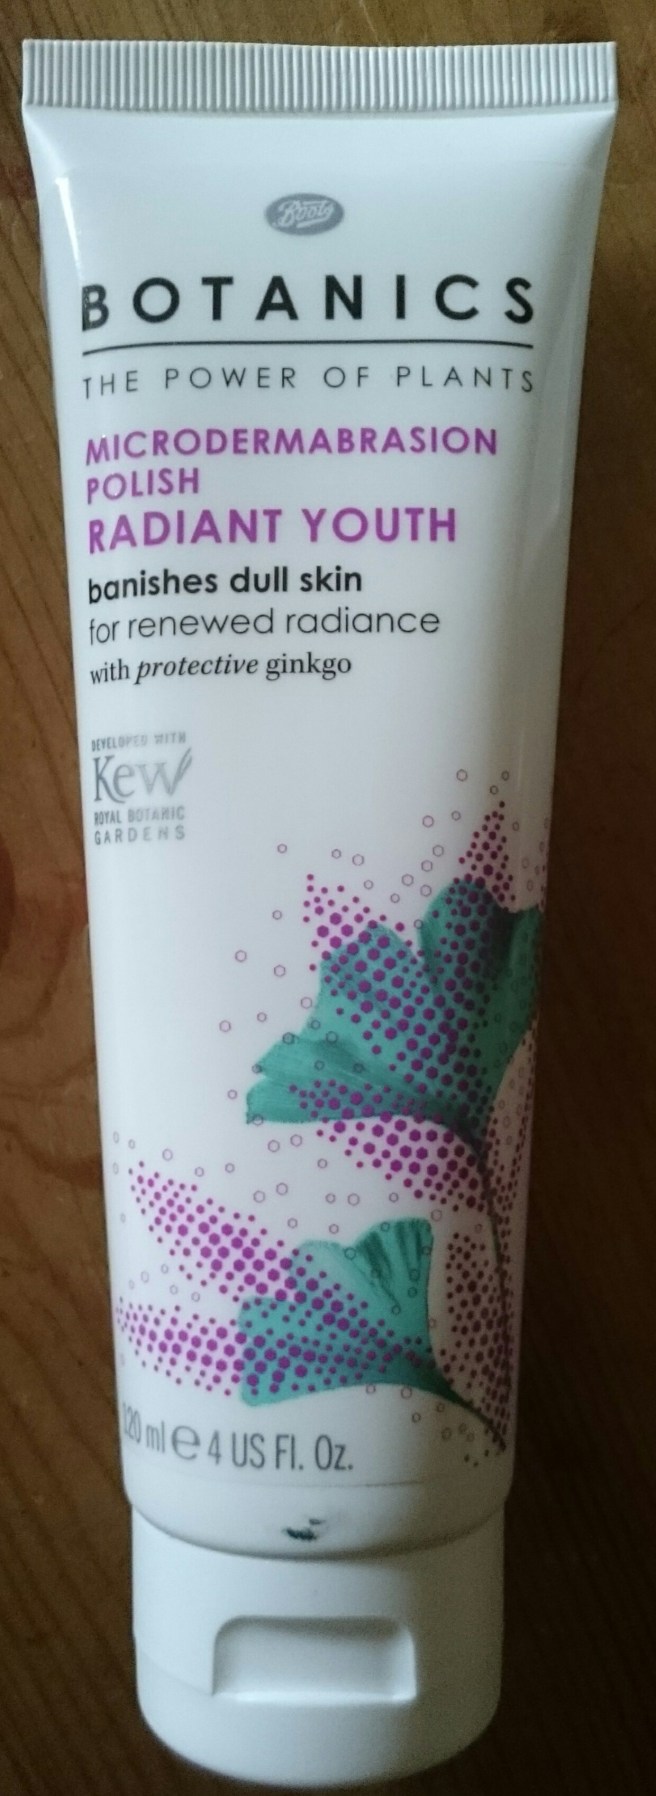 Boots
BOTANICS
THE POWER OF PLANTS
MICRODERMABRASION
POLISH
RADIANT YOUTH
banishes dull skin
for renewed radiance
with protective ginkgo
DEVELOPED WITH
Kew
ROYAL BOTANIC
GARDENS
120 ml e 4 US Fl. Oz.